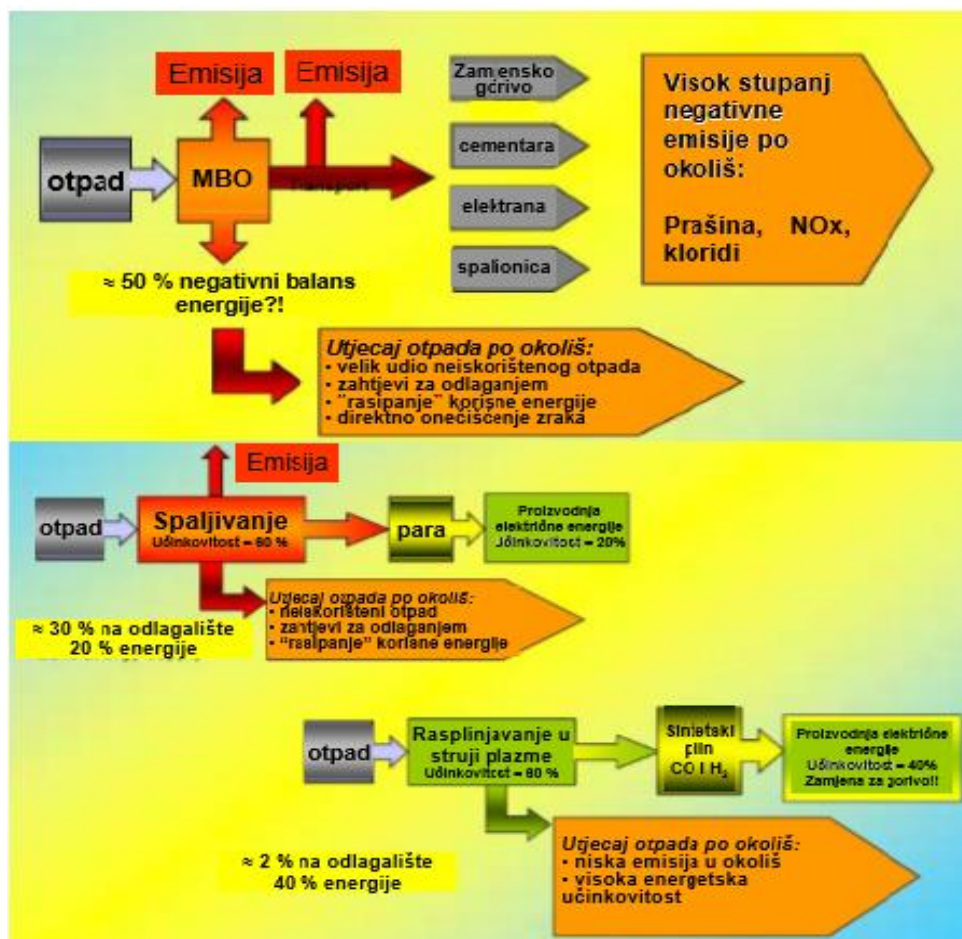 Emisija
Emisija
Zamjensko
gorivo
Visok stupanj
negativne
emisije po
okoliš:
Prašina, NOx,
kloridi
otpad
MBO
Transport
cementara
elektrana
spalionica
≈ 50 % negativni balans
energije?!
Utjecaj otpada po okoliš:
• velik udio neiskorištenog otpada
• zahtjevi za odlaganjem
• "rasipanje" korisne energije
• direktno onečišćenje zraka
Emisija
otpad
Spaljivanje
Učinkovitost = 60 %
para
Proizvodnja
električne energije
Učinkovitost = 20%
≈ 30 % na odlagalište
20 % energije
Utjecaj otpada po okoliš:
• neiskorišteni otpad
• zahtjevi za odlaganjem
• "rasipanje" korisne energije
otpad
Rasplinjavanje u
struji plazme
Učinkovitost = 80 %
Sintetski
plin
CO i H₂
Proizvodnja električne
energije
Učinkovitost = 40%
Zamjena za gorivo!!
≈ 2 % na odlagalište
40 % energije
Utjecaj otpada po okoliš:
• niska emisija u okoliš
• visoka energetska
učinkovitost